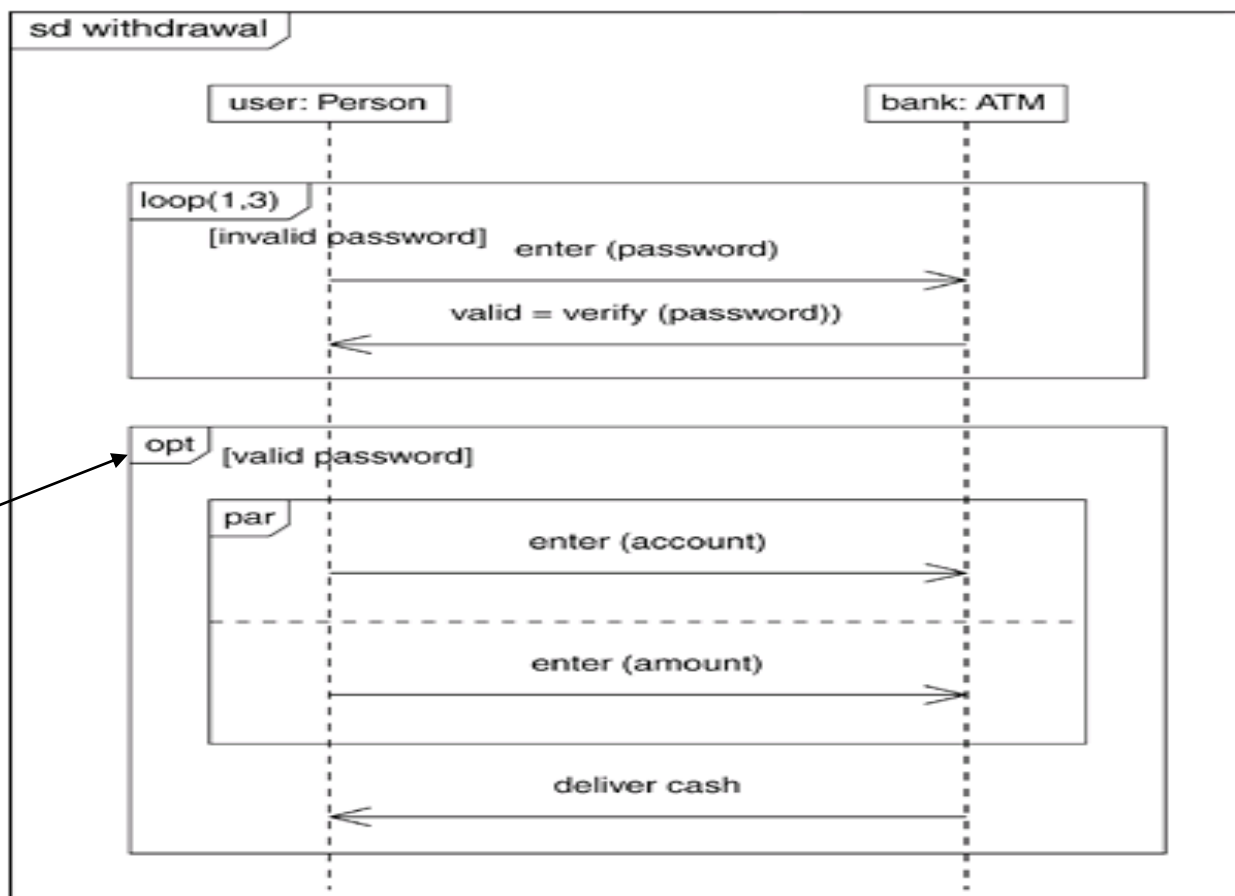 sd withdrawal
user: Person
bank: ATM
loop(1,3)
[invalid password]
enter (password)
valid = verify (password))
opt
[valid password]
par
enter (account)
enter (amount)
deliver cash